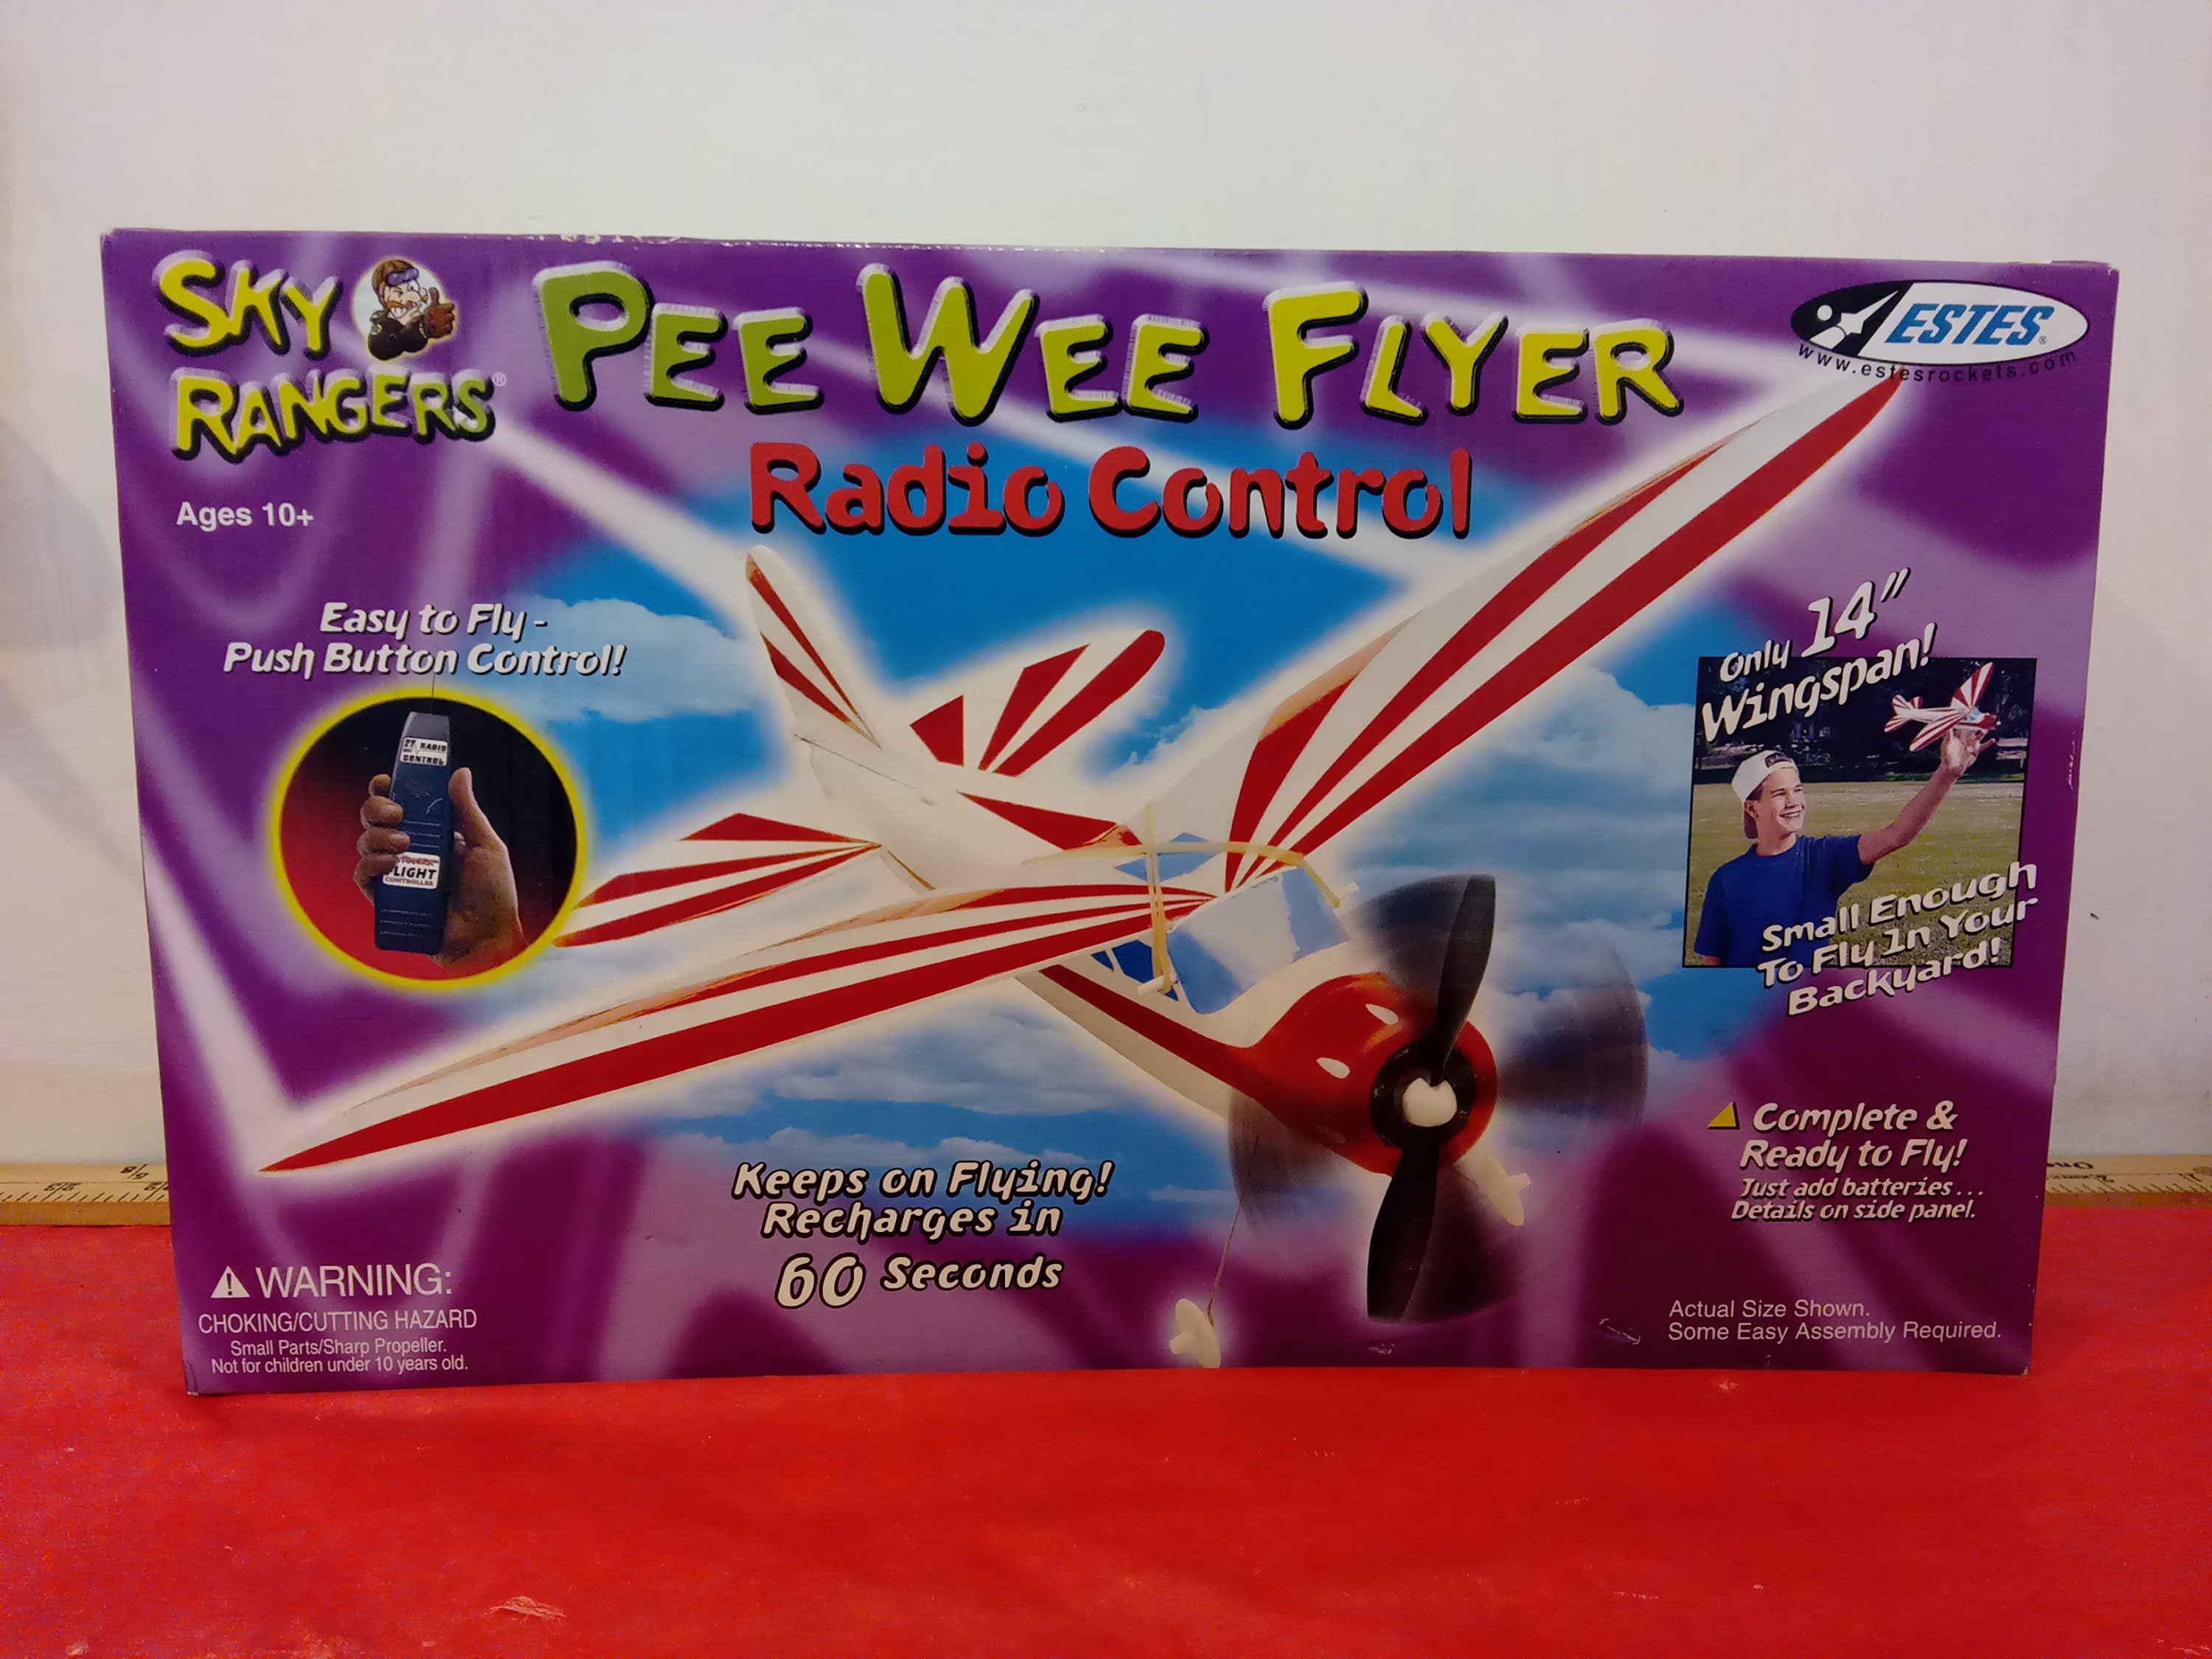 SKY
RANGERS®
PEE WEE FLYER
Radio Control
ESTES®
www.estesrockets.com
Ages 10+
Easy to Fly -
Push Button Control!
27 RADIO
CONTROL
FLIGHT
CONTROLLER
Only 14"
Wingspan!
Small Enough
To Fly In Your
Backyard!
Keeps on Flying!
Recharges in
60 Seconds
Complete &
Ready to Fly!
Just add batteries...
Details on side panel.
WARNING:
CHOKING/CUTTING HAZARD
Small Parts/Sharp Propeller.
Not for children under 10 years old.
Actual Size Shown.
Some Easy Assembly Required.